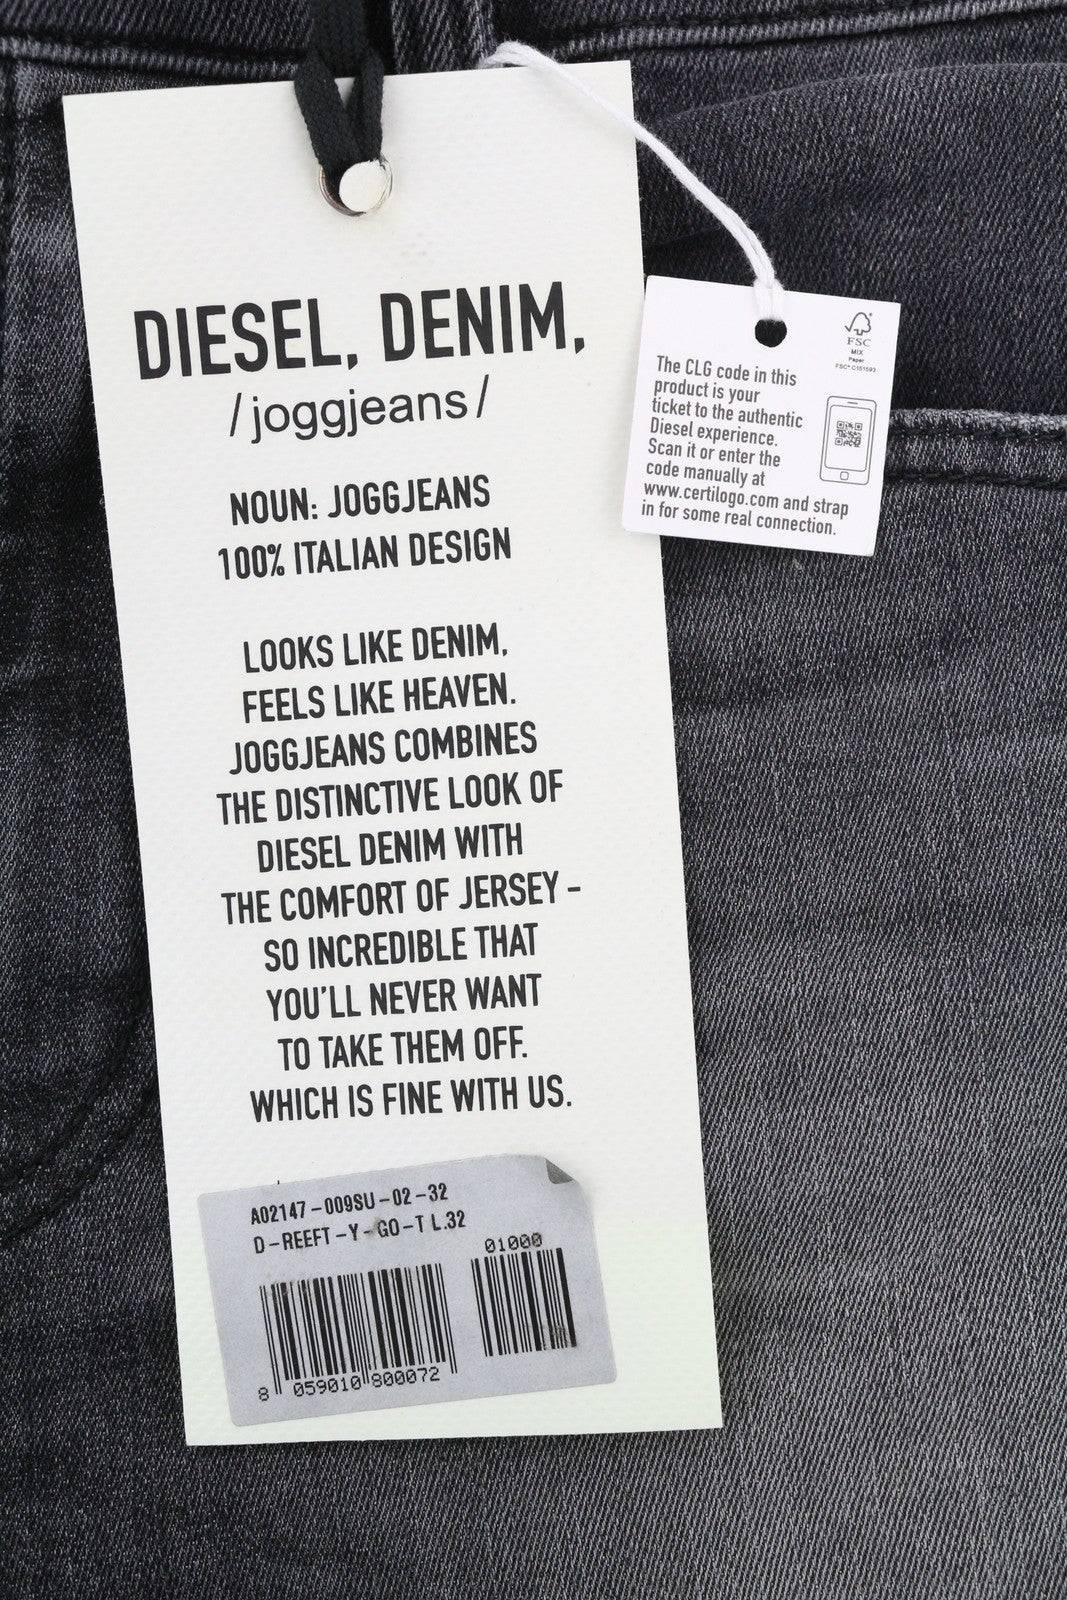 DIESEL, DENIM,
/joggjeans/
NOUN: JOGGJEANS
100% ITALIAN DESIGN
LOOKS LIKE DENIM,
FEELS LIKE HEAVEN.
JOGGJEANS COMBINES
THE DISTINCTIVE LOOK OF
DIESEL DENIM WITH
THE COMFORT OF JERSEY -
SO INCREDIBLE THAT
YOU'LL NEVER WANT
TO TAKE THEM OFF.
WHICH IS FINE WITH US.
A02147-009SU-02-32
D-REEFT-Y-GO-T L.32
01000
8 059010 800072
FSC
MIX
Paper
FSC® C151593
The CLG code in this
product is your
ticket to the authentic
Diesel experience.
Scan it or enter the
code manually at
www.certilogo.com and strap
in for some real connection.